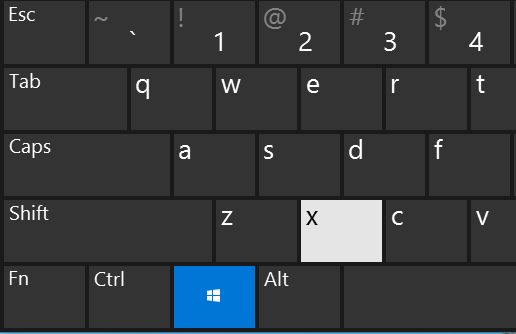 Esc ~ ` ! 1 @ 2 # 3 $ 4
Tab q w e r t
Caps a s d f
Shift z x c v
Fn Ctrl Alt